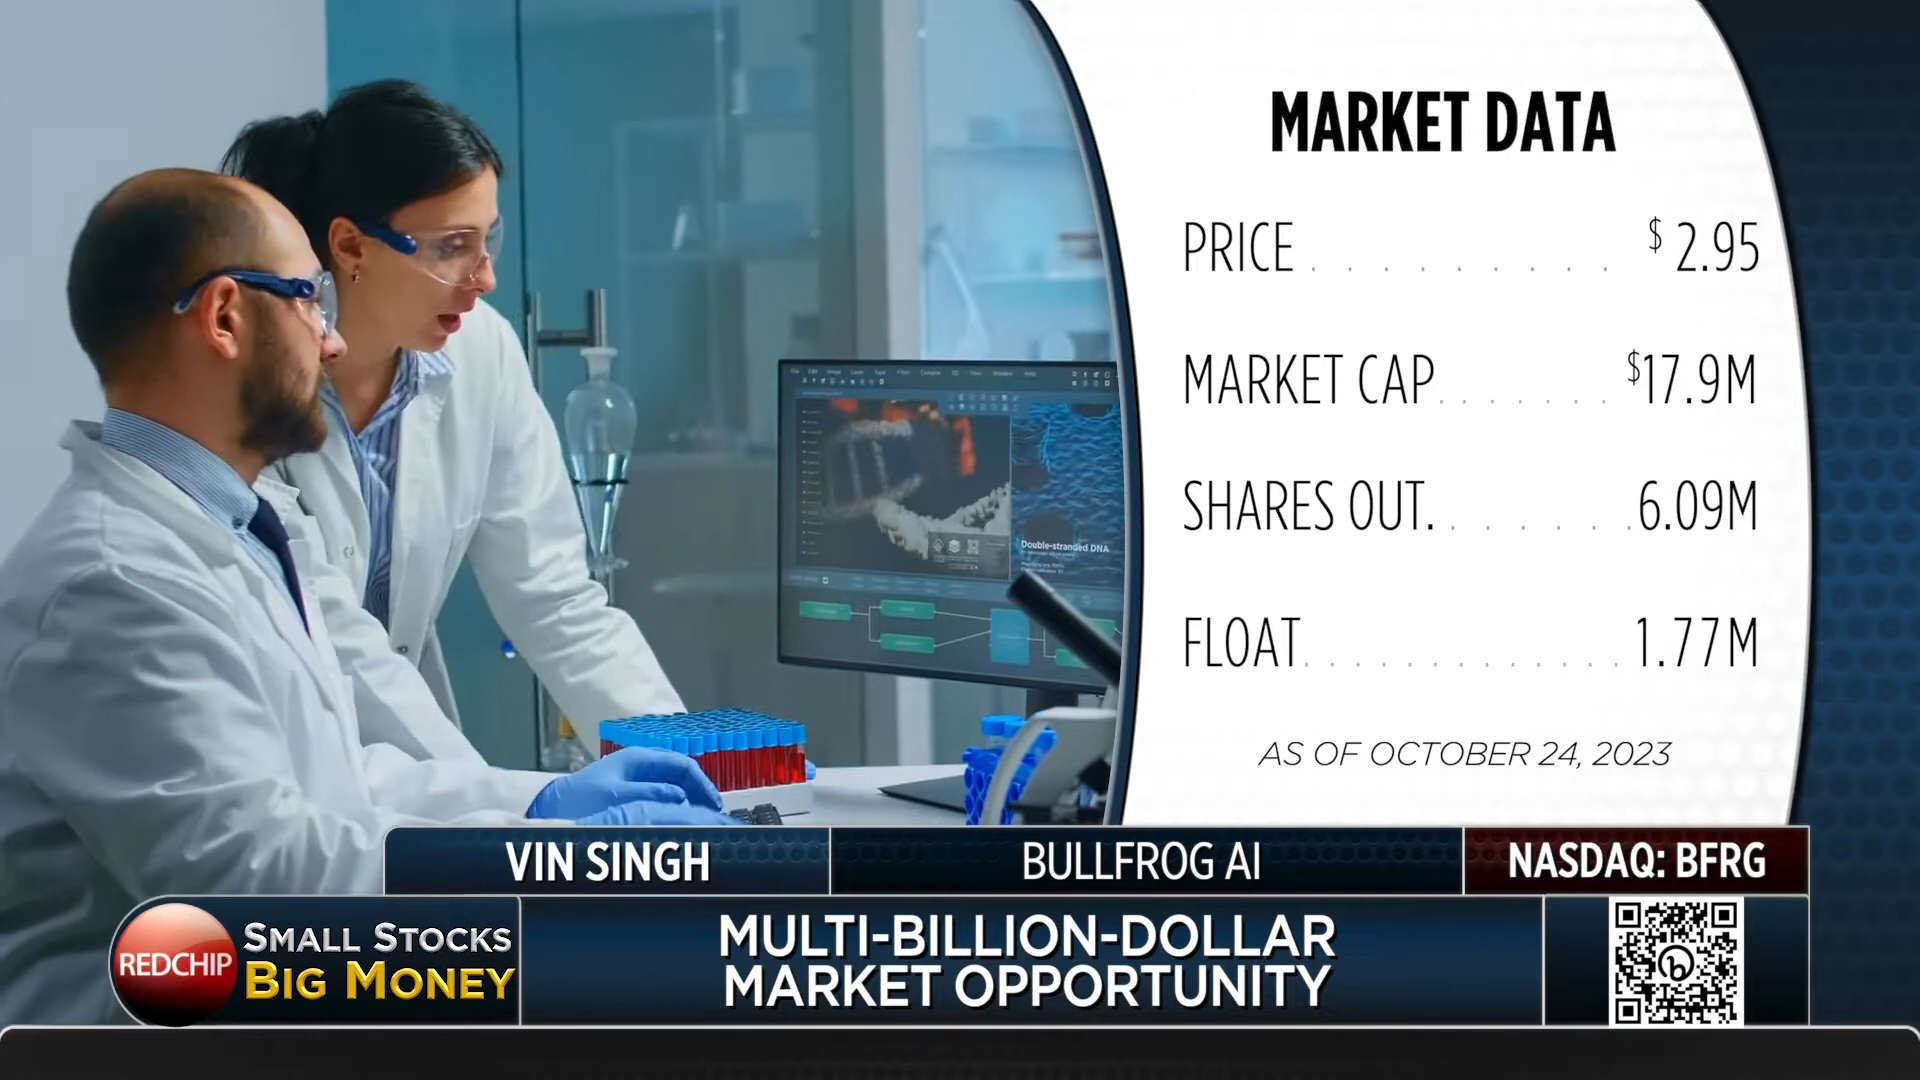 MARKET DATA
PRICE . . . . . . . . . $ 2.95
MARKET CAP. . . . . . . $17.9M
SHARES OUT. . . . . . . 6.09M
FLOAT. . . . . . . . . . . . . . 1.77M
AS OF OCTOBER 24, 2023
Double-stranded DNA
VIN SINGH
BULLFROG AI
NASDAQ: BFRG
REDCHIP
SMALL STOCKS
BIG MONEY
MULTI-BILLION-DOLLAR
MARKET OPPORTUNITY